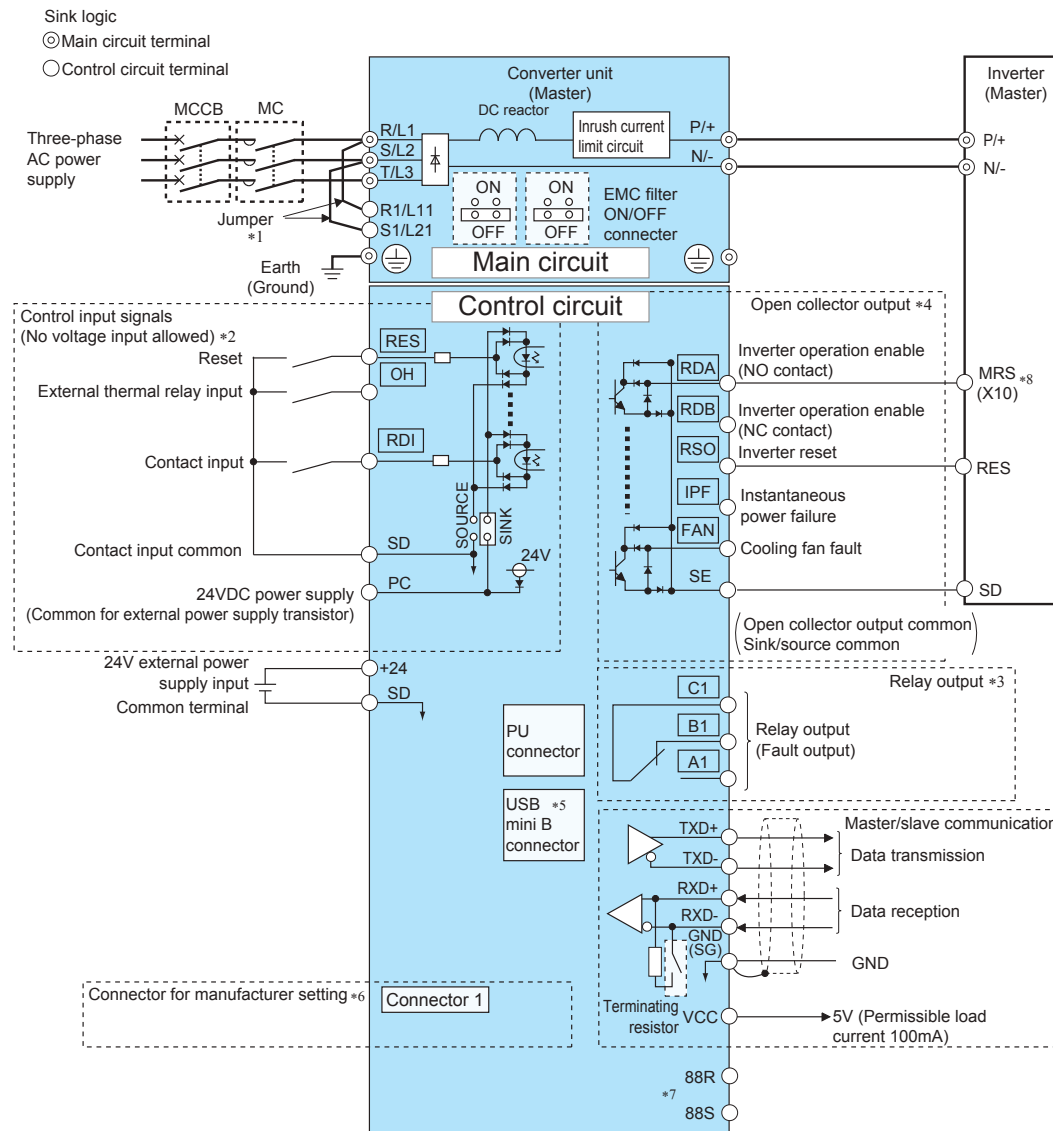 Sink logic
Main circuit terminal
Control circuit terminal
MCCB
MC
Three-phase
AC power
supply
Jumper
*1
Earth
(Ground)
R/L1
S/L2
T/L3
R1/L11
S1/L21
Converter unit
(Master)
DC reactor
Inrush current
limit circuit
P/+
N/-
ON
OFF
ON
OFF
EMC filter
ON/OFF
connecter
Main circuit
Inverter
(Master)
P/+
N/-
Control circuit
Control input signals
(No voltage input allowed) *2
Reset
External thermal relay input
Contact input
Contact input common
24VDC power supply
(Common for external power supply transistor)
RES
OH
RDI
SD
PC
SOURCE
SINK
24V
24V external power
supply input
Common terminal
+24
SD
Open collector output *4
RDA
Inverter operation enable
(NO contact)
RDB
Inverter operation enable
(NC contact)
RSO
Inverter reset
IPF
Instantaneous
power failure
FAN
Cooling fan fault
SE
Open collector output common
Sink/source common
MRS *8
(X10)
RES
SD
Relay output *3
C1
B1
A1
Relay output
(Fault output)
PU
connector
USB *5
mini B
connector
Master/slave communication
TXD+
TXD-
Data transmission
RXD+
RXD-
Data reception
GND
(SG)
GND
Terminating
resistor
VCC
5V (Permissible load
current 100mA)
Connector for manufacturer setting *6
Connector 1
88R
*7
88S